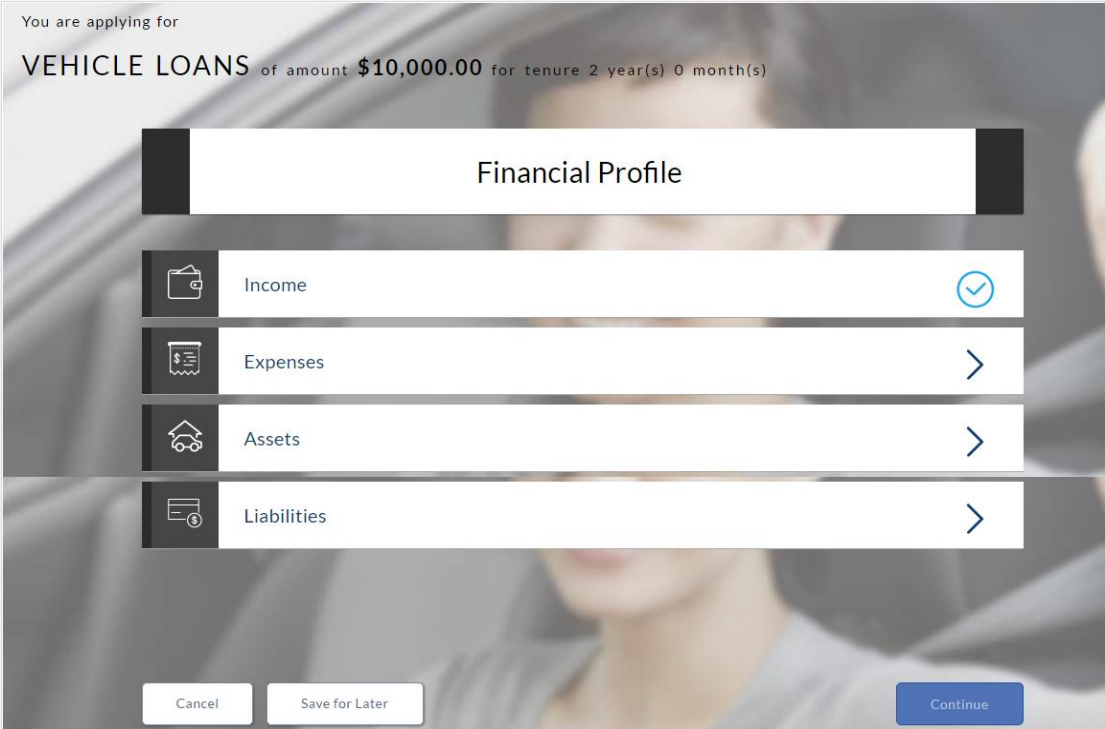 You are applying for
VEHICLE LOANS of amount $10,000.00 for tenure 2 year(s) 0 month(s)
Financial Profile
Income
Expenses
Assets
Liabilities
Cancel Save for Later Continue